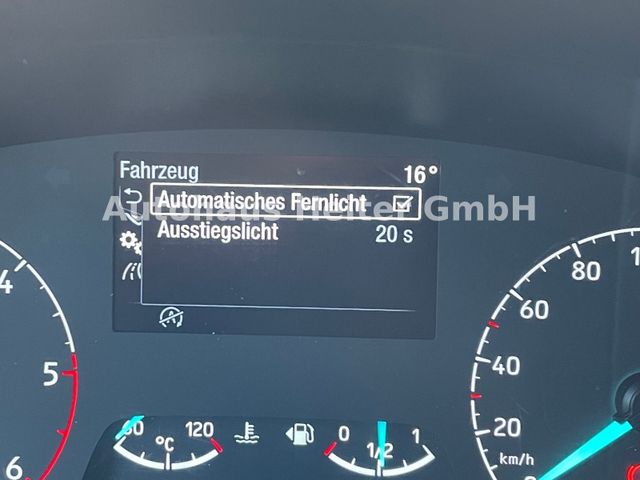 Fahrzeug 16°
Automatisches Fernlicht
Autohaus Reiter GmbH
Ausstiegslicht 20 s
4
5
6
60 120
°C
0 1/2 1
80
60
40
20
km/h